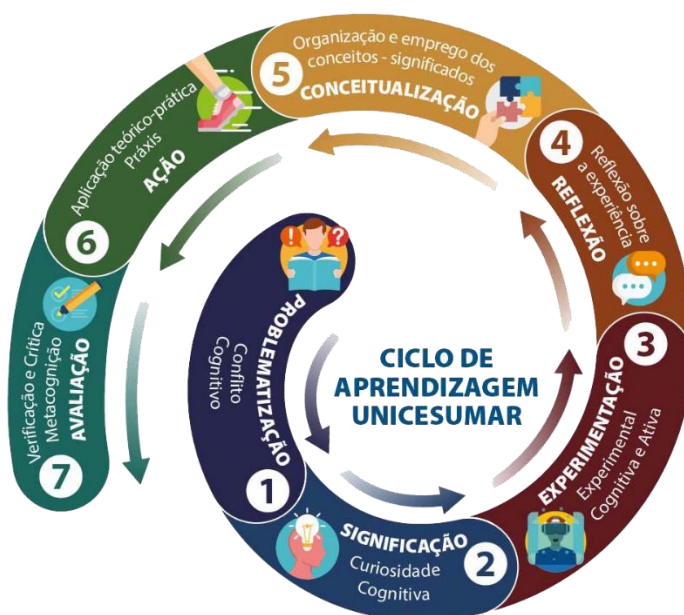 CICLO DE
APRENDIZAGEM
UNICESUMAR
1
PROBLEMATIZAÇÃO
Conflito
Cognitivo
! ?
2
SIGNIFICAÇÃO
Curiosidade
Cognitiva
3
EXPERIMENTAÇÃO
Experimental
Cognitiva e Ativa
4
Reflexão sobre
a experiência
REFLEXÃO
5
Organização e emprego dos
conceitos - significados
CONCEITUALIZAÇÃO
6
Aplicação teórico-prática
Práxis
AÇÃO
7
Verificação e Crítica
Metacognição
AVALIAÇÃO